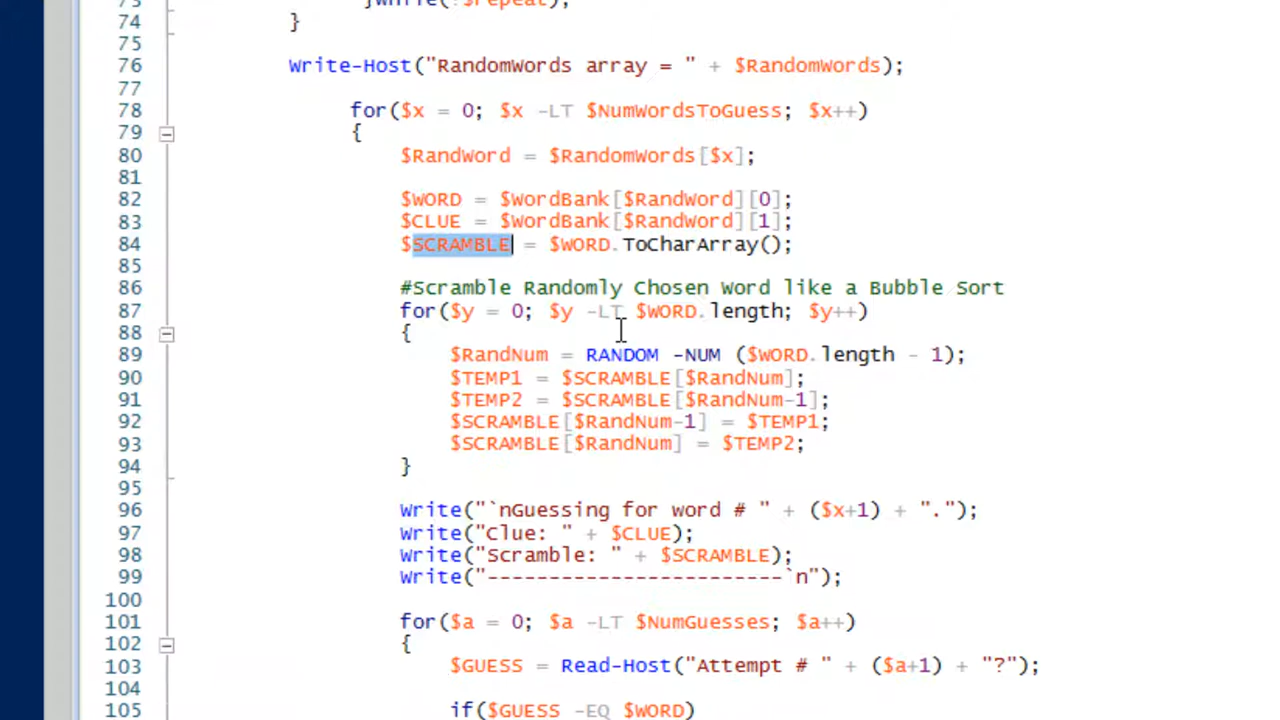 73 }write(!$repeat);
74 }
75
76 Write-Host("RandomWords array = " + $RandomWords);
77
78 for($x = 0; $x -LT $NumWordsToGuess; $x++)
79 {
80 $RandWord = $RandomWords[$x];
81
82 $WORD = $WordBank[$RandWord][0];
83 $CLUE = $WordBank[$RandWord][1];
84 $SCRAMBLE = $WORD.ToCharArray();
85
86 #Scramble Randomly Chosen Word like a Bubble Sort
87 for($y = 0; $y -LT $WORD.length; $y++)
88 {
89 $RandNum = RANDOM -NUM ($WORD.length - 1);
90 $TEMP1 = $SCRAMBLE[$RandNum];
91 $TEMP2 = $SCRAMBLE[$RandNum-1];
92 $SCRAMBLE[$RandNum-1] = $TEMP1;
93 $SCRAMBLE[$RandNum] = $TEMP2;
94 }
95
96 Write("`nGuessing for word # " + ($x+1) + ".");
97 Write("Clue: " + $CLUE);
98 Write("Scramble: " + $SCRAMBLE);
99 Write("------------------------`n");
100
101 for($a = 0; $a -LT $NumGuesses; $a++)
102 {
103 $GUESS = Read-Host("Attempt # " + ($a+1) + "?");
104
105 if($GUESS -EQ $WORD)